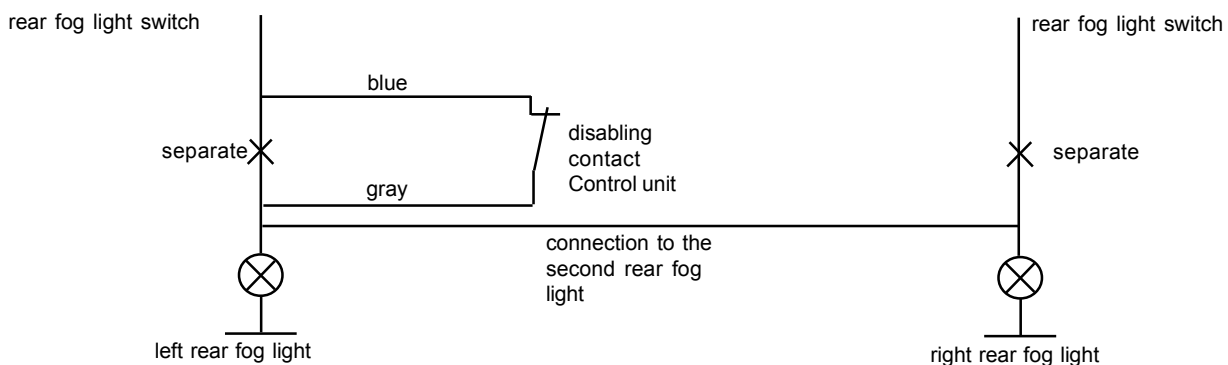 rear fog light switch
rear fog light switch
blue
separate
disabling
contact
Control unit
separate
gray
connection to the
second rear fog
light
left rear fog light
right rear fog light